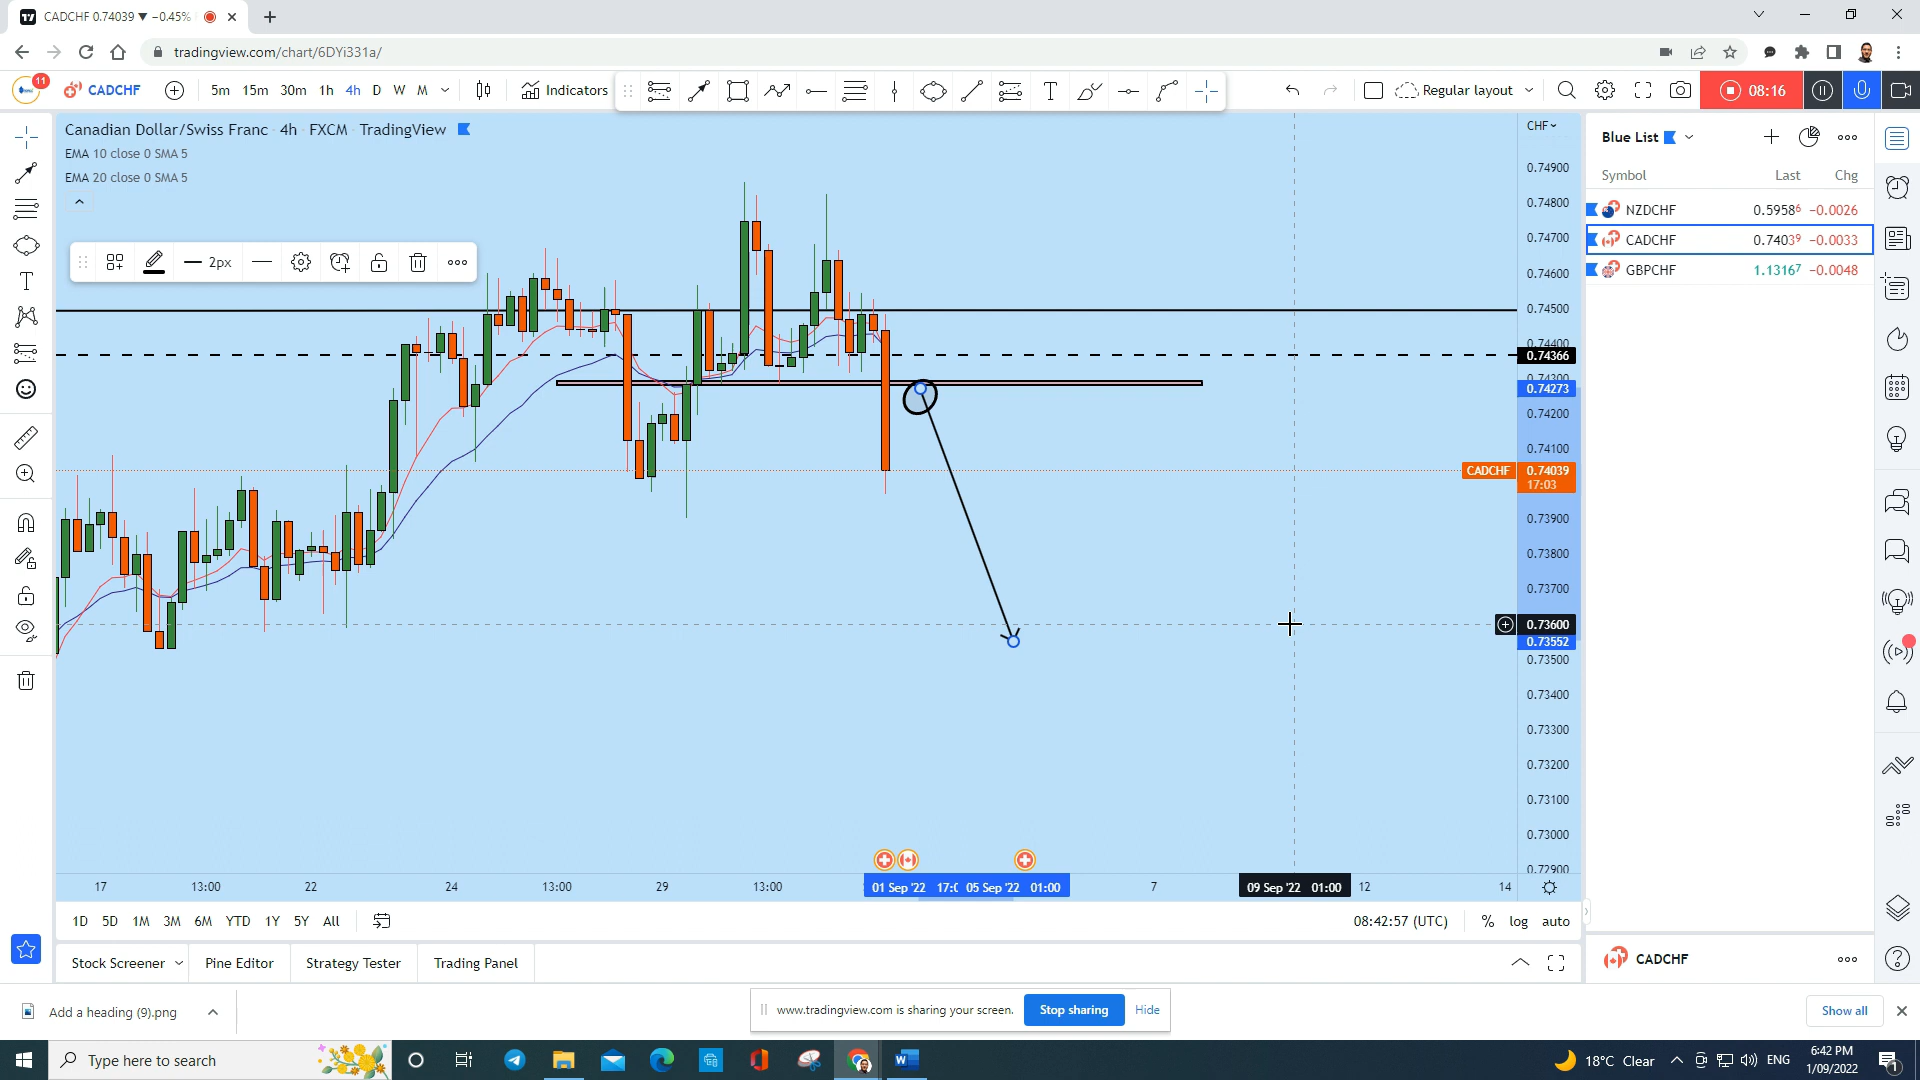 CADCHF 0.74039 ▼ −0.45%
tradingview.com/chart/6DYi331a/
11
CADCHF
5m 15m 30m 1h 4h D W M
Indicators
Regular layout
08:16
Canadian Dollar/Swiss Franc · 4h · FXCM · TradingView
EMA 10 close 0 SMA 5
EMA 20 close 0 SMA 5
2px
CHF
0.74900
0.74800
0.74700
0.74600
0.74500
0.74400
0.74366
0.74300
0.74273
0.74200
0.74100
CADCHF 0.74039
17:03
0.73900
0.73800
0.73700
0.73600
0.73552
0.73500
0.73400
0.73300
0.73200
0.73100
0.73000
0.72900
17 13:00 22 24 13:00 29 13:00 01 Sep '22 17:0 05 Sep '22 01:00 7 09 Sep '22 01:00 12 14
1D 5D 1M 3M 6M YTD 1Y 5Y All
08:42:57 (UTC) % log auto
Stock Screener Pine Editor Strategy Tester Trading Panel
Blue List
Symbol Last Chg
NZDCHF 0.59586 −0.0026
CADCHF 0.74039 −0.0033
GBPCHF 1.13167 −0.0048
CADCHF
Add a heading (9).png
www.tradingview.com is sharing your screen. Stop sharing Hide
Show all
Type here to search
18°C Clear
ENG
6:42 PM
1/09/2022
1